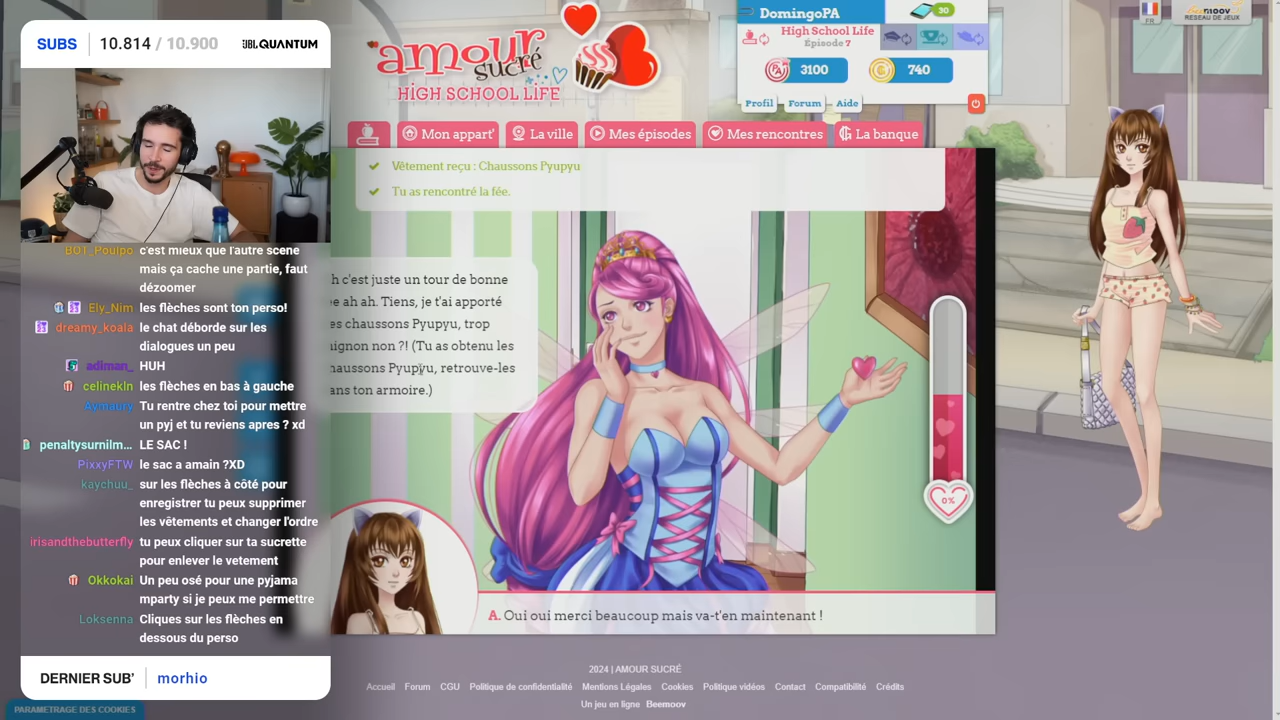 SUBS 10.814 / 10.900 JBL QUANTUM
BOT_Poulpo c'est mieux que l'autre scene
mais ça cache une partie, faut
dézoomer
Ely_Nim les flèches sont ton perso!
dreamy_koala le chat déborde sur les
dialogues un peu
adiman_ HUH
celinekln les flèches en bas à gauche
Tu rentre chez toi pour mettre
un pyj et tu reviens apres ? xd
penaltysurnilm... LE SAC !
PixxyFTW le sac a amain ?XD
kaychuu_ sur les flèches à côté pour
enregistrer tu peux supprimer
les vêtements et changer l'ordre
irisandthebutterfly tu peux cliquer sur ta sucrette
pour enlever le vetement
Okkokai Un peu osé pour une pyjama
mparty si je peux me permettre
Loksenna Cliques sur les flèches en
dessous du perso
DERNIER SUB' morhio
PARAMETRAGE DES COOKIES
amour
sucré
HIGH SCHOOL LIFE
DomingoPA 30
High School Life
Épisode 7
PA 3100 740
Profil Forum Aide
FR
Beemoov
RESEAU DE JEUX
Mon appart' La ville Mes épisodes Mes rencontres La banque
Vêtement reçu : Chaussons Pyupyu
Tu as rencontré la fée.
h c'est juste un tour de bonne
e ah ah. Tiens, je t'ai apporté
es chaussons Pyupyu, trop
ignon non ?! (Tu as obtenu les
haussons Pyupyu, retrouve-les
ans ton armoire.)
0%
A. Oui oui merci beaucoup mais va-t'en maintenant !
2024 | AMOUR SUCRÉ
Accueil Forum CGU Politique de confidentialité Mentions Légales Cookies Politique vidéos Contact Compatibilité Crédits
Un jeu en ligne Beemoov